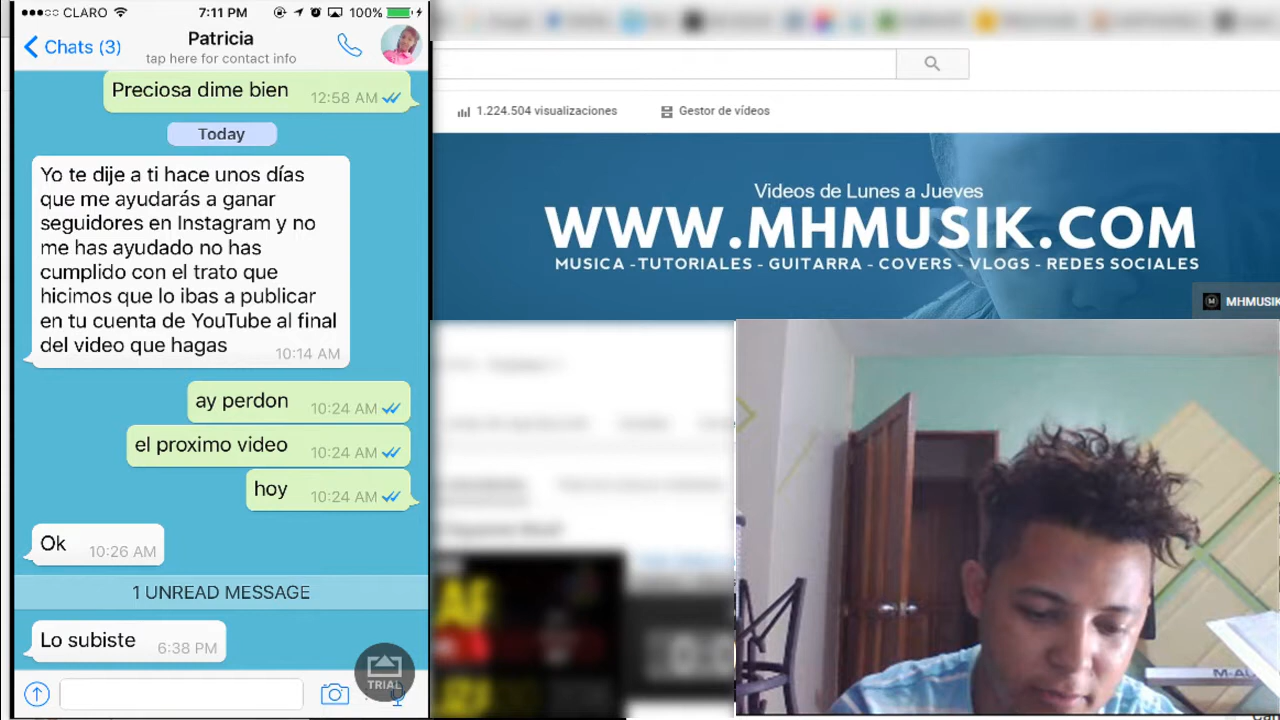 CLARO 7:11 PM 100%
Chats (3)
Patricia
tap here for contact info
Preciosa dime bien 12:58 AM
Today
Yo te dije a ti hace unos días
que me ayudarás a ganar
seguidores en Instagram y no
me has ayudado no has
cumplido con el trato que
hicimos que lo ibas a publicar
en tu cuenta de YouTube al final
del video que hagas 10:14 AM
ay perdon 10:24 AM
el proximo video 10:24 AM
hoy 10:24 AM
Ok 10:26 AM
1 UNREAD MESSAGE
Lo subiste 6:38 PM
TRIAL
1.224.504 visualizaciones
Gestor de vídeos
Videos de Lunes a Jueves
WWW.MHMUSIK.COM
MUSICA -TUTORIALES - GUITARRA - COVERS - VLOGS - REDES SOCIALES
M MHMUSIK
M-AU